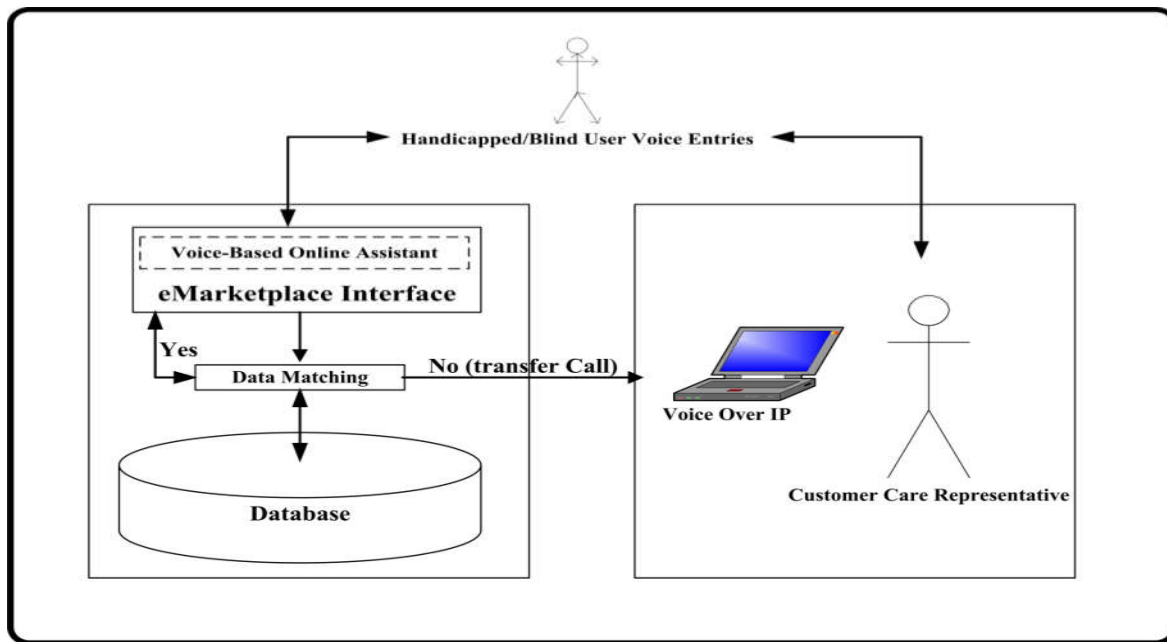 Handicapped/Blind User Voice Entries
Voice-Based Online Assistant
eMarketplace Interface
Yes
Data Matching
No (transfer Call)
Database
Voice Over IP
Customer Care Representative